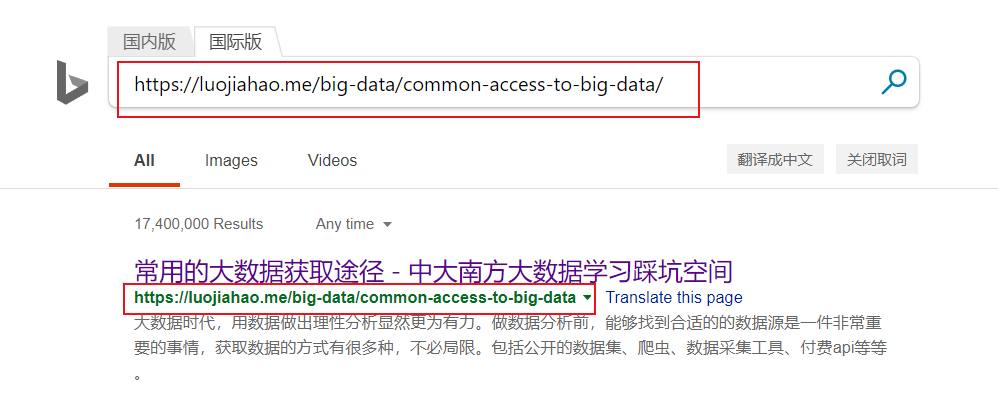 国内版 国际版
https://luojiahao.me/big-data/common-access-to-big-data/
All Images Videos 翻译成中文 关闭取词
17,400,000 Results Any time
常用的大数据获取途径 - 中大南方大数据学习踩坑空间
https://luojiahao.me/big-data/common-access-to-big-data Translate this page
大数据时代，用数据做出理性分析显然更为有力。做数据分析前，能够找到合适的的数据源是一件非常重
要的事情，获取数据的方式有很多种，不必局限。包括公开的数据集、爬虫、数据采集工具、付费api等等
。